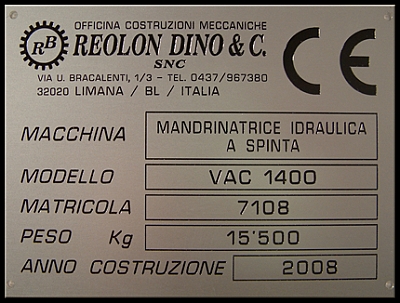 OFFICINA COSTRUZIONI MECCANICHE
RB REOLON DINO & C.
SNC
VIA U. BRACALENTI, 1/3 - TEL. 0437/967380
32020 LIMANA / BL / ITALIA
CE
MACCHINA MANDRINATRICE IDRAULICA
A SPINTA
MODELLO VAC 1400
MATRICOLA 7108
PESO Kg 15'500
ANNO COSTRUZIONE 2008